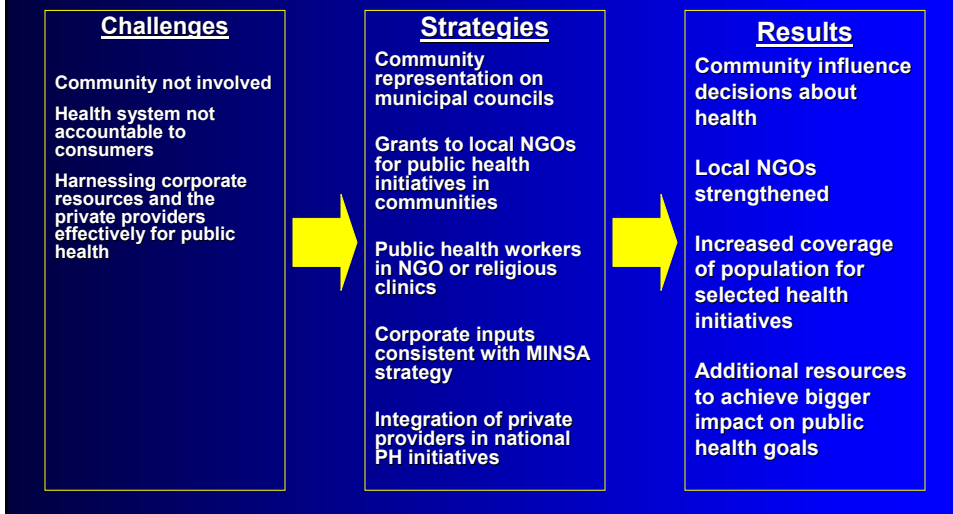 Challenges
Community not involved
Health system not
accountable to
consumers
Harnessing corporate
resources and the
private providers
effectively for public
health
Strategies
Community
representation on
municipal councils
Grants to local NGOs
for public health
initiatives in
communities
Public health workers
in NGO or religious
clinics
Corporate inputs
consistent with MINSA
strategy
Integration of private
providers in national
PH initiatives
Results
Community influence
decisions about
health
Local NGOs
strengthened
Increased coverage
of population for
selected health
initiatives
Additional resources
to achieve bigger
impact on public
health goals